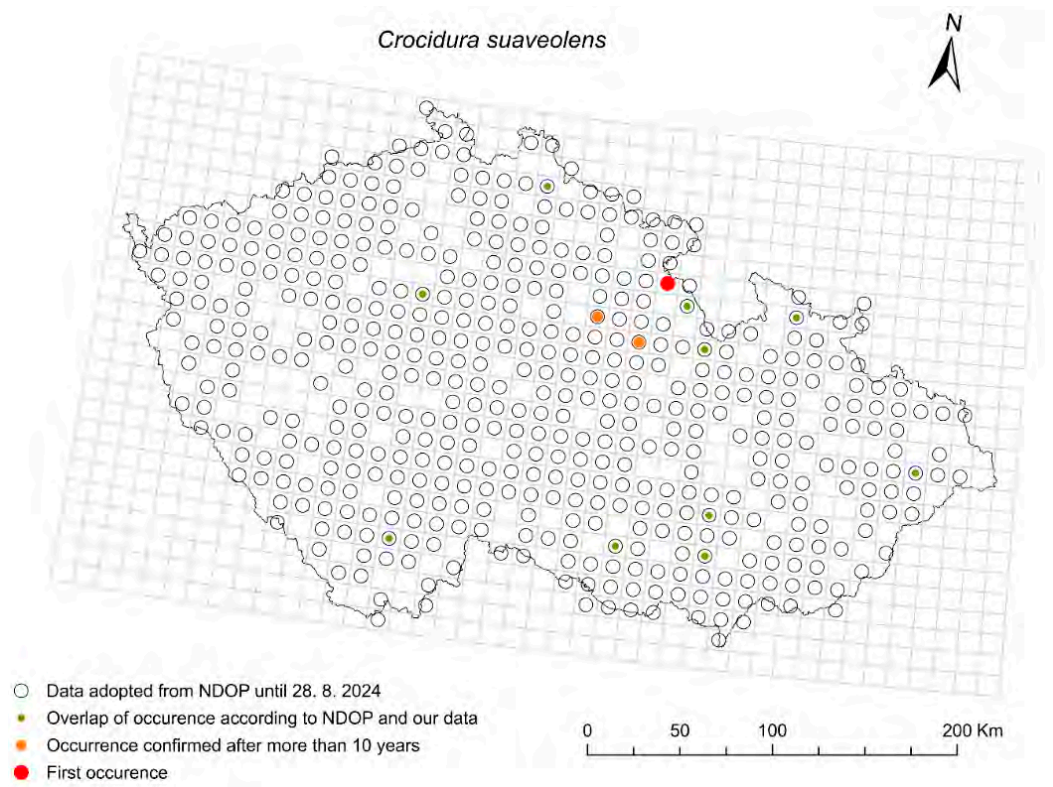 Crocidura suaveolens
N
Data adopted from NDOP until 28. 8. 2024
Overlap of occurence according to NDOP and our data
Occurrence confirmed after more than 10 years
First occurence
0 50 100 200 Km